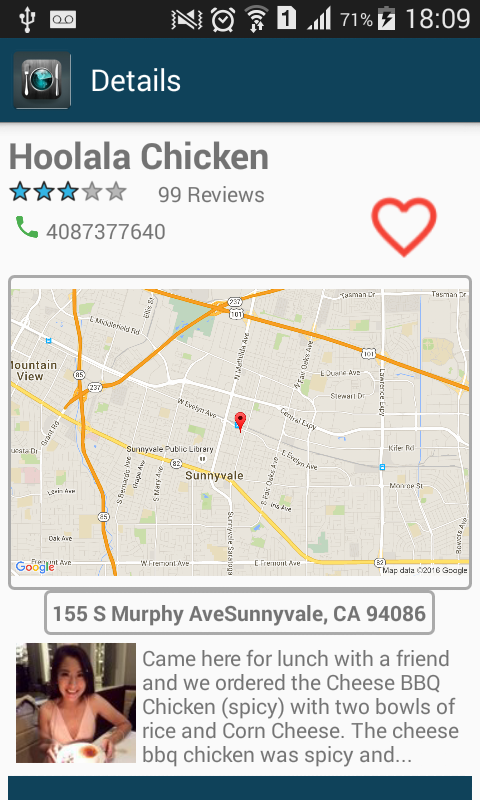 1 71% 18:09
Details
Hoolala Chicken
99 Reviews
4087377640
237
101
Tasman Dr
Tasman Dr
Ellis St
E Middlefield Rd
N Mathilda Ave
N Fair Oaks Ave
101
Mountain
View
85
237
E Duane Ave
Stewart Dr
Lawrence Expy
W Evelyn Ave
Central Expy
Grant Rd
Sunnyvale Public Library
Kifer Rd
82
E Evelyn Ave
Sunnyvale
S Bernardo Ave
S Mary Ave
S Fair Oaks Ave
Monroe St
85
Sunnyvale Saratoga
Oak Ave
W Fremont Ave
E Fremont Ave
82
Google
Map data ©2016 Google
155 S Murphy AveSunnyvale, CA 94086
Came here for lunch with a friend
and we ordered the Cheese BBQ
Chicken (spicy) with two bowls of
rice and Corn Cheese. The cheese
bbq chicken was spicy and...